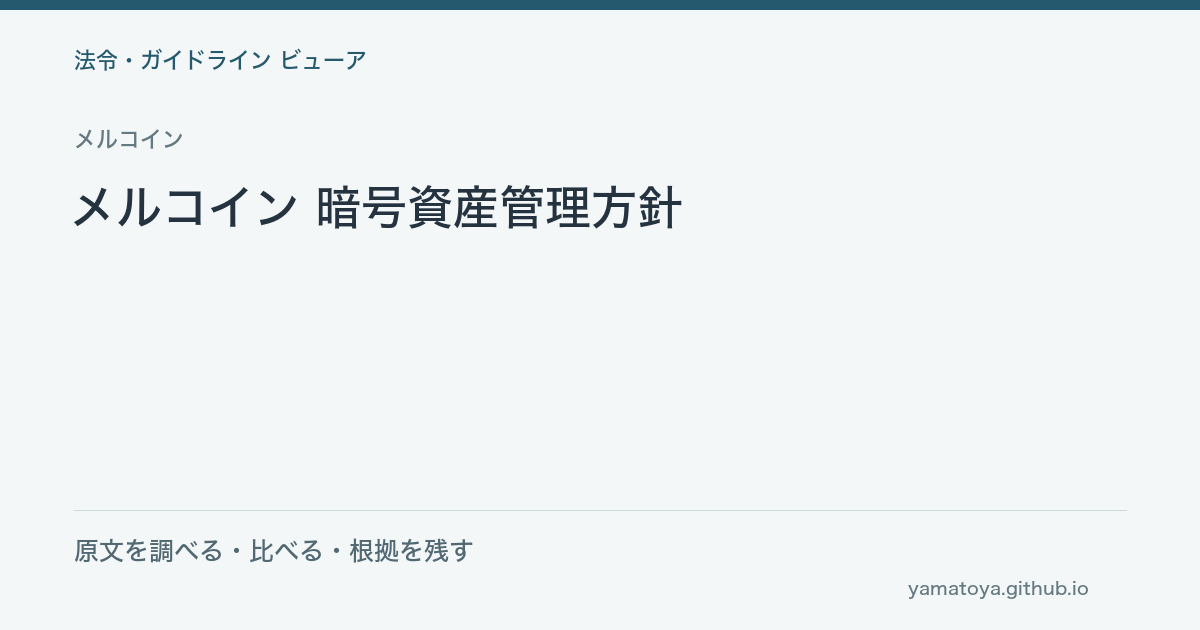 法令・ガイドライン ビューア
メルコイン
メルコイン 暗号資産管理方針
原文を調べる・比べる・根拠を残す
yamatoya.github.io